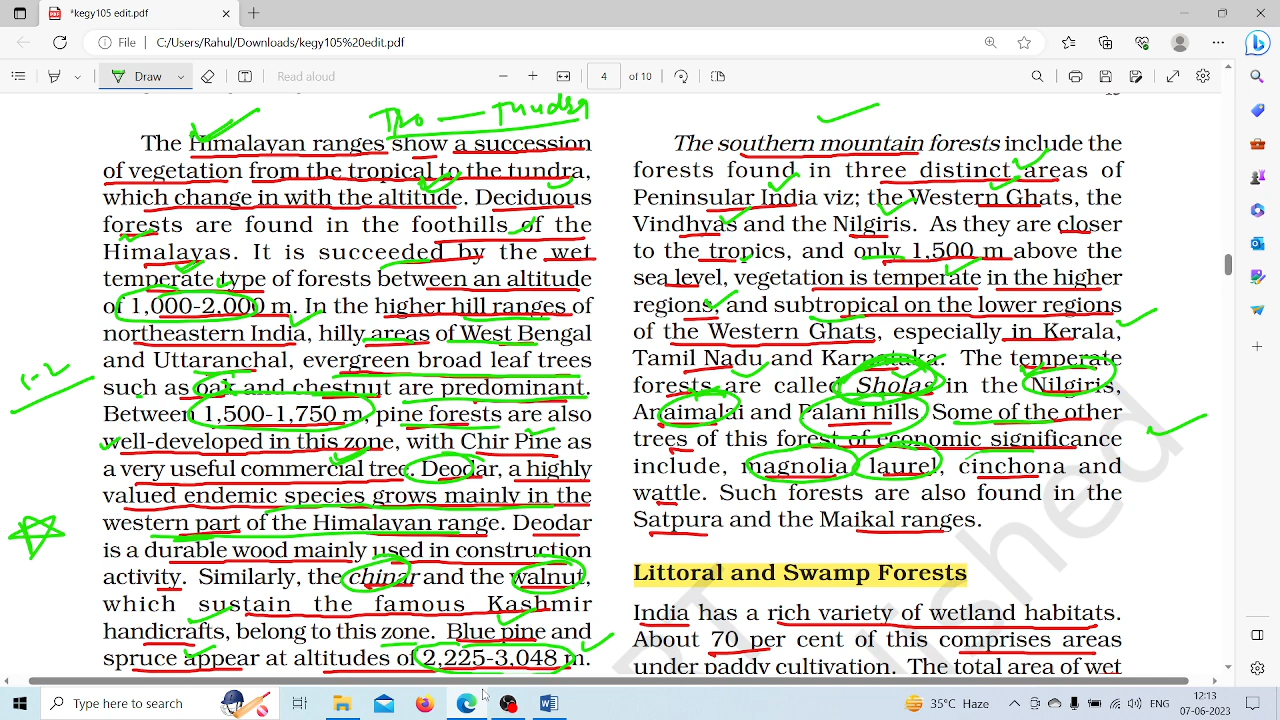 *kegy105 swamp.pdf
File C:/Users/Rahul/Downloads/kegy105%20edit.pdf
Draw Read aloud 4 of 10
Tro — Thudra
The Himalayan ranges show a succession
of vegetation from the tropical to the tundra,
which change in with the altitude. Deciduous
forests are found in the foothills of the
Himalayas. It is succeeded by the wet
temperate type of forests between an altitude
of 1,000-2,000 m. In the higher hill ranges of
northeastern India, hilly areas of West Bengal
and Uttaranchal, evergreen broad leaf trees
such as oak and chestnut are predominant.
1-2
Between 1,500-1,750 m, pine forests are also
well-developed in this zone, with Chir Pine as
a very useful commercial tree. Deodar, a highly
valued endemic species grows mainly in the
western part of the Himalayan range. Deodar
is a durable wood mainly used in construction
activity. Similarly, the chinar and the walnut,
which sustain the famous Kashmir
handicrafts, belong to this zone. Blue pine and
spruce appear at altitudes of 2,225-3,048 m.
The southern mountain forests include the
forests found in three distinct areas of
Peninsular India viz; the Western Ghats, the
Vindhyas and the Nilgiris. As they are closer
to the tropics, and only 1,500 m above the
sea level, vegetation is temperate in the higher
regions, and subtropical on the lower regions
of the Western Ghats, especially in Kerala,
Tamil Nadu and Karnataka. The temperate
forests are called Sholas in the Nilgiris,
Anaimalai and Palani hills. Some of the other
trees of this forest of economic significance
include, magnolia, laurel, cinchona and
wattle. Such forests are also found in the
Satpura and the Maikal ranges.
Littoral and Swamp Forests
India has a rich variety of wetland habitats.
About 70 per cent of this comprises areas
under paddy cultivation. The total area of wet
Type here to search
35°C Haze
ENG
12:13
07-06-2023